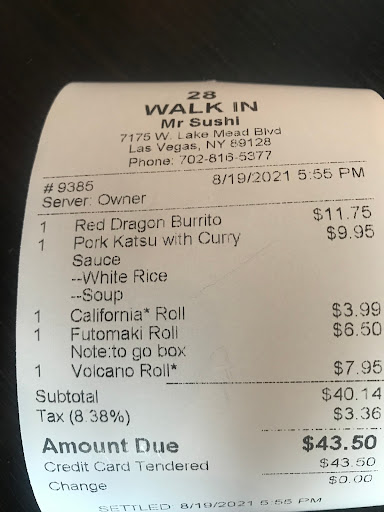 28
WALK IN
Mr Sushi
7175 W. Lake Mead Blvd
Las Vegas, NY 89128
Phone: 702-816-5377
# 9385 8/19/2021 5:55 PM
Server: Owner
1 Red Dragon Burrito $11.75
1 Pork Katsu with Curry $9.95
Sauce
--White Rice
--Soup
1 California* Roll $3.99
1 Futomaki Roll $6.50
Note:to go box
1 Volcano Roll* $7.95
Subtotal $40.14
Tax (8.38%) $3.36
Amount Due $43.50
Credit Card Tendered $43.50
Change $0.00
SETTLED 8/19/2021 5:55 PM